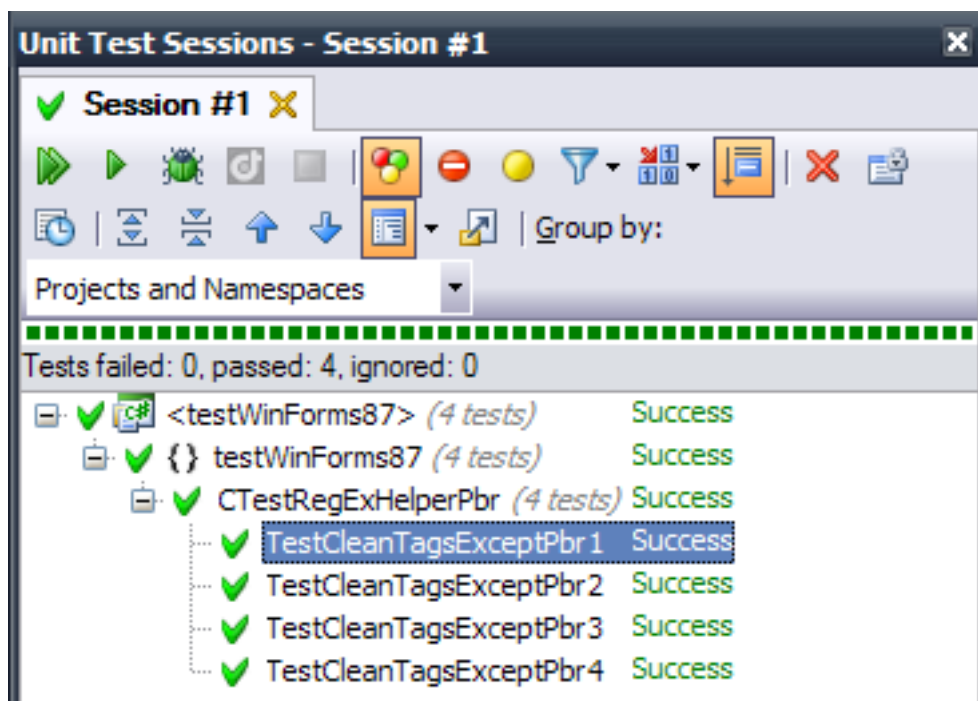 Unit Test Sessions - Session #1
Session #1
Group by:
Projects and Namespaces
Tests failed: 0, passed: 4, ignored: 0
<testWinForms87> (4 tests) Success
{} testWinForms87 (4 tests) Success
CTestRegExHelperPbr (4 tests) Success
TestCleanTagsExceptPbr1 Success
TestCleanTagsExceptPbr2 Success
TestCleanTagsExceptPbr3 Success
TestCleanTagsExceptPbr4 Success